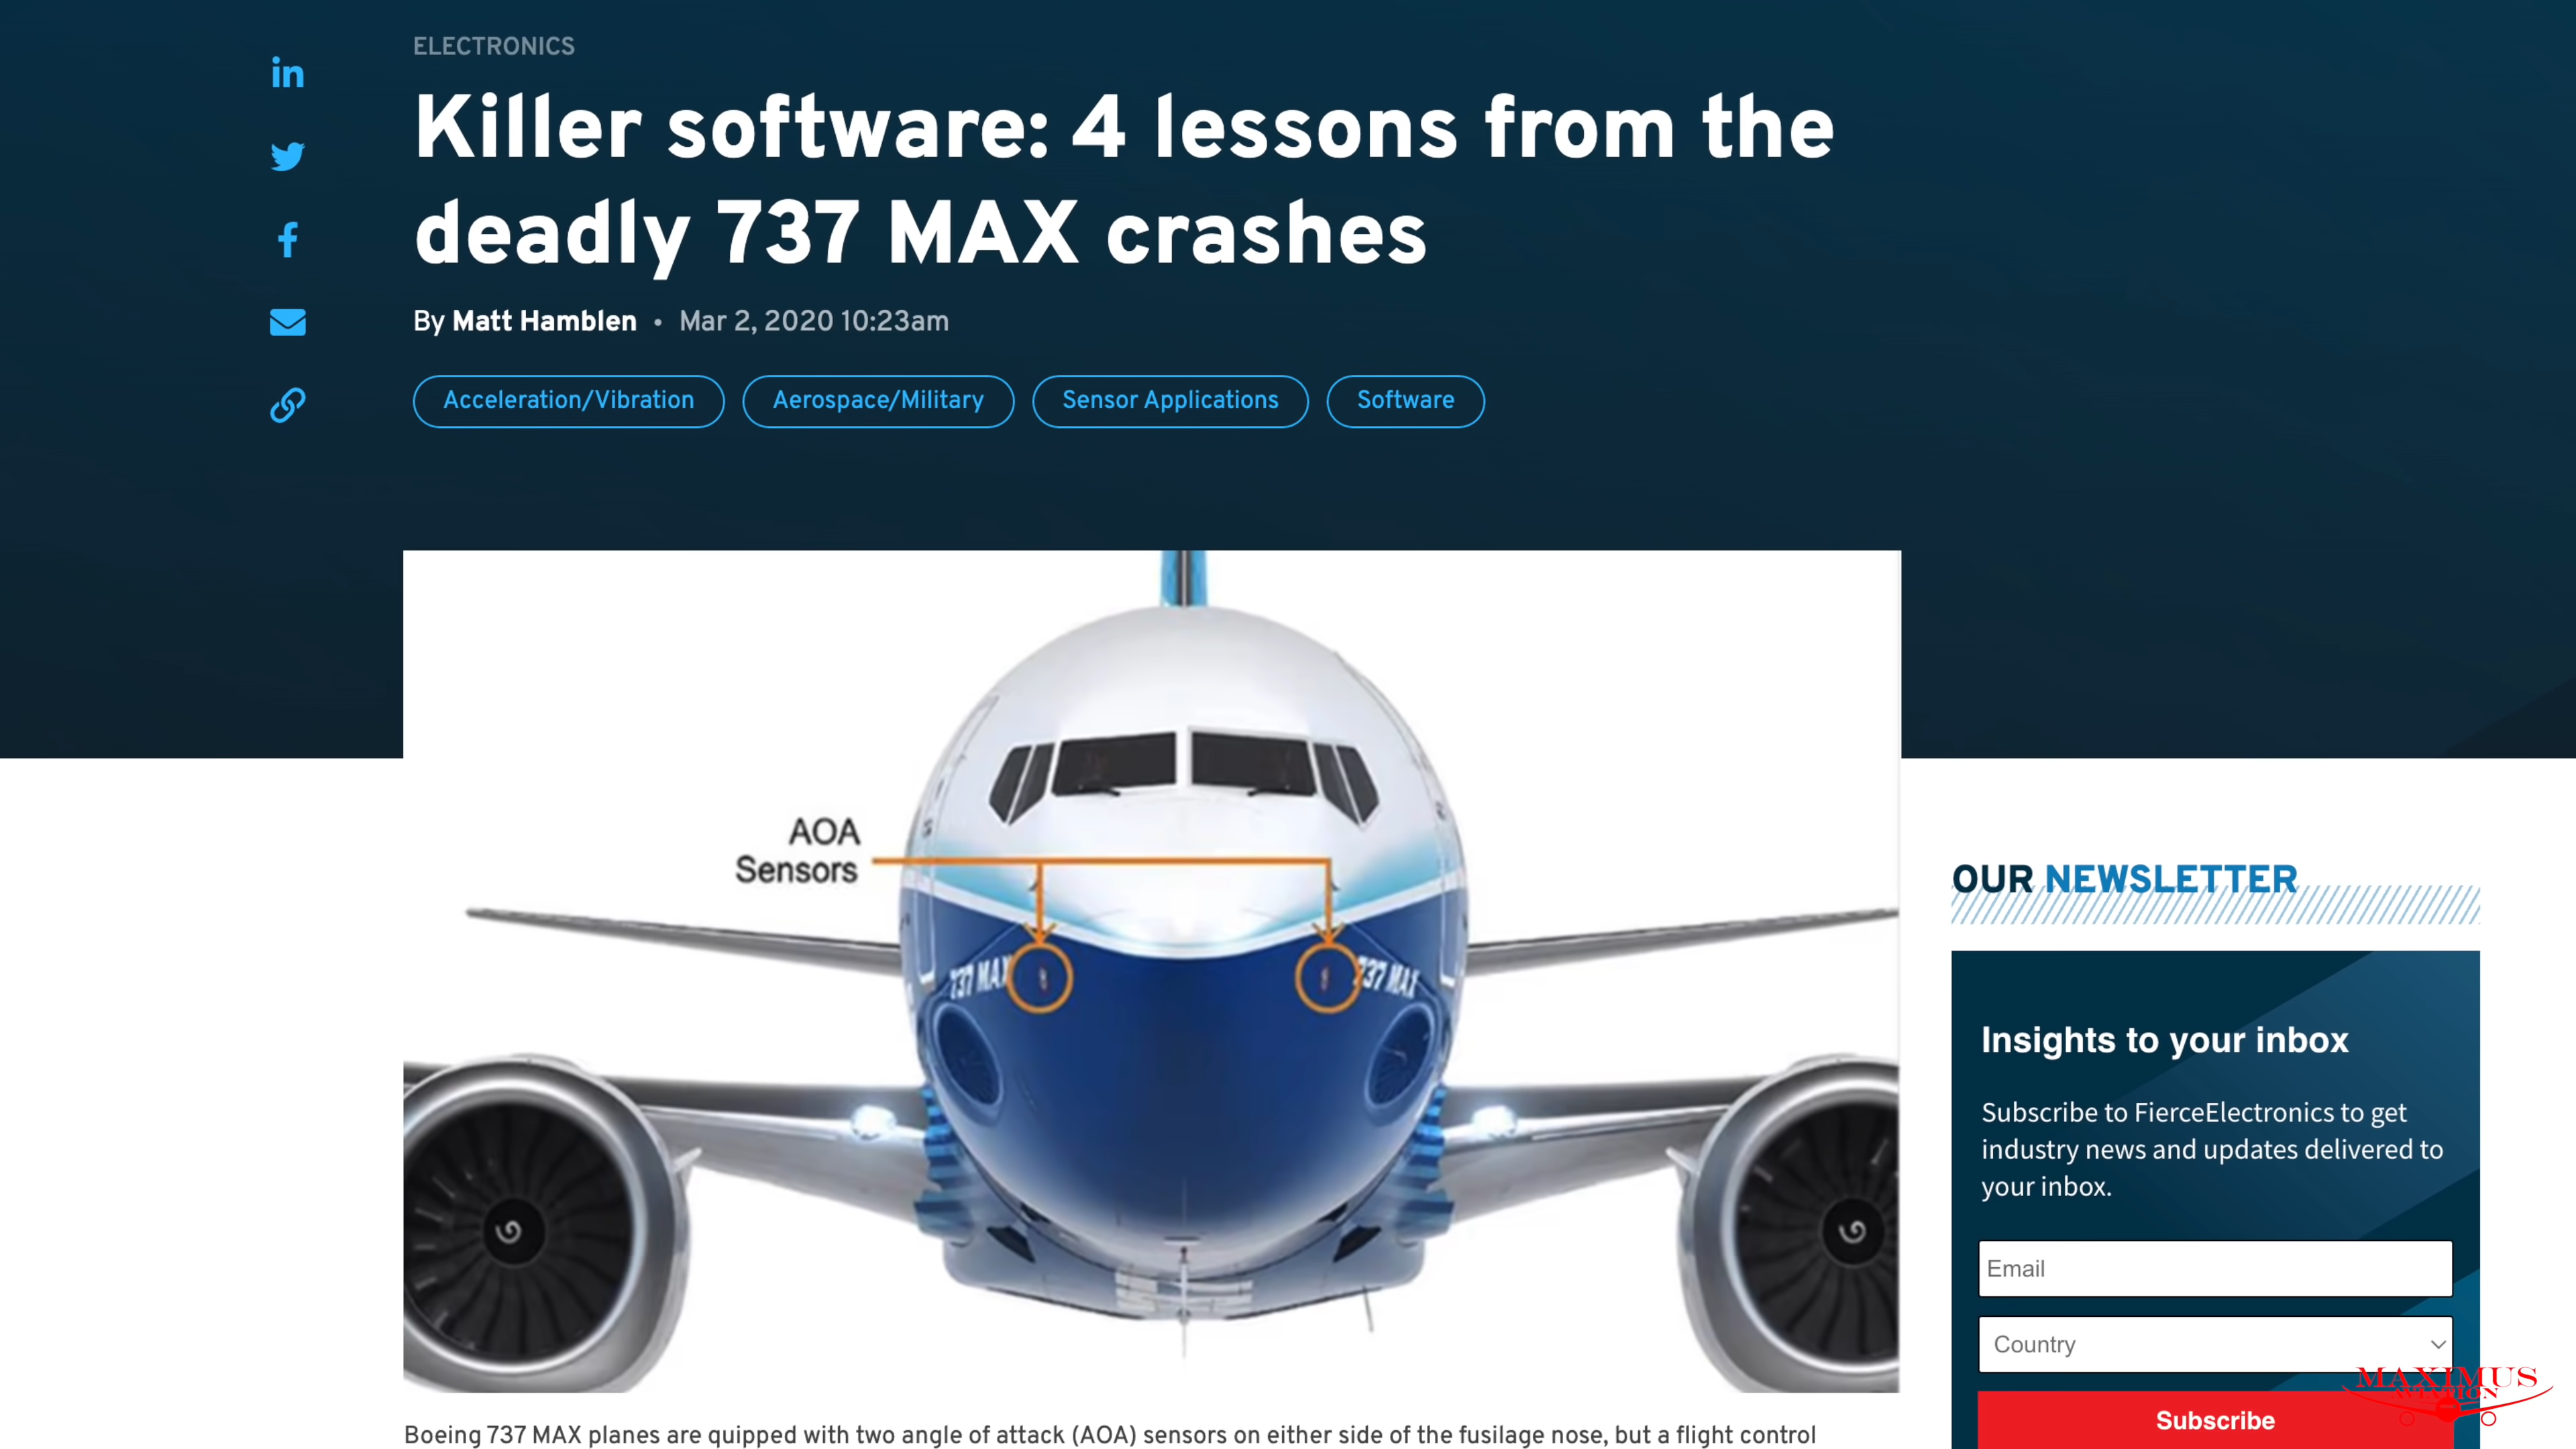 ELECTRONICS
Killer software: 4 lessons from the
deadly 737 MAX crashes
By Matt Hamblen • Mar 2, 2020 10:23am
Acceleration/Vibration
Aerospace/Military
Sensor Applications
Software
AOA
Sensors
737 MAX
737 MAX
Boeing 737 MAX planes are quipped with two angle of attack (AOA) sensors on either side of the fusilage nose, but a flight control
OUR NEWSLETTER
Insights to your inbox
Subscribe to FierceElectronics to get
industry news and updates delivered to
your inbox.
Email
Country
Subscribe
MAXIMUS
AVIATION